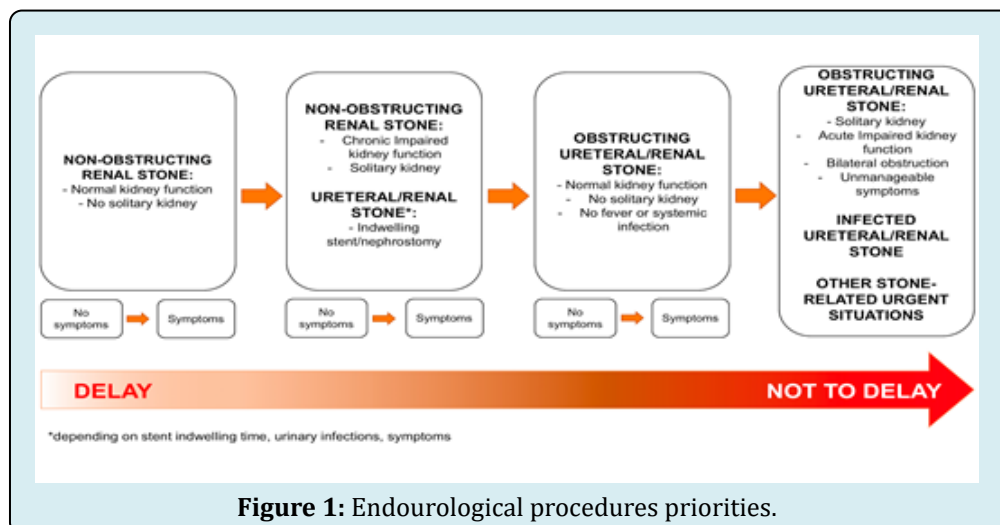 NON-OBSTRUCTING
RENAL STONE:
- Normal kidney function
- No solitary kidney
No
symptoms
Symptoms
NON-OBSTRUCTING
RENAL STONE:
- Chronic Impaired
kidney function
- Solitary kidney
URETERAL/RENAL
STONE*:
- Indwelling
stent/nephrostomy
No
symptoms
Symptoms
OBSTRUCTING
URETERAL/RENAL
STONE:
- Normal kidney function
- No solitary kidney
- No fever or systemic
infection
No
symptoms
Symptoms
OBSTRUCTING
URETERAL/RENAL
STONE:
- Solitary kidney
- Acute Impaired kidney
function
- Bilateral obstruction
- Unmanageable
symptoms
INFECTED
URETERAL/RENAL
STONE
OTHER STONE-
RELATED URGENT
SITUATIONS
DELAY
NOT TO DELAY
*depending on stent indwelling time, urinary infections, symptoms
Figure 1: Endourological procedures priorities.